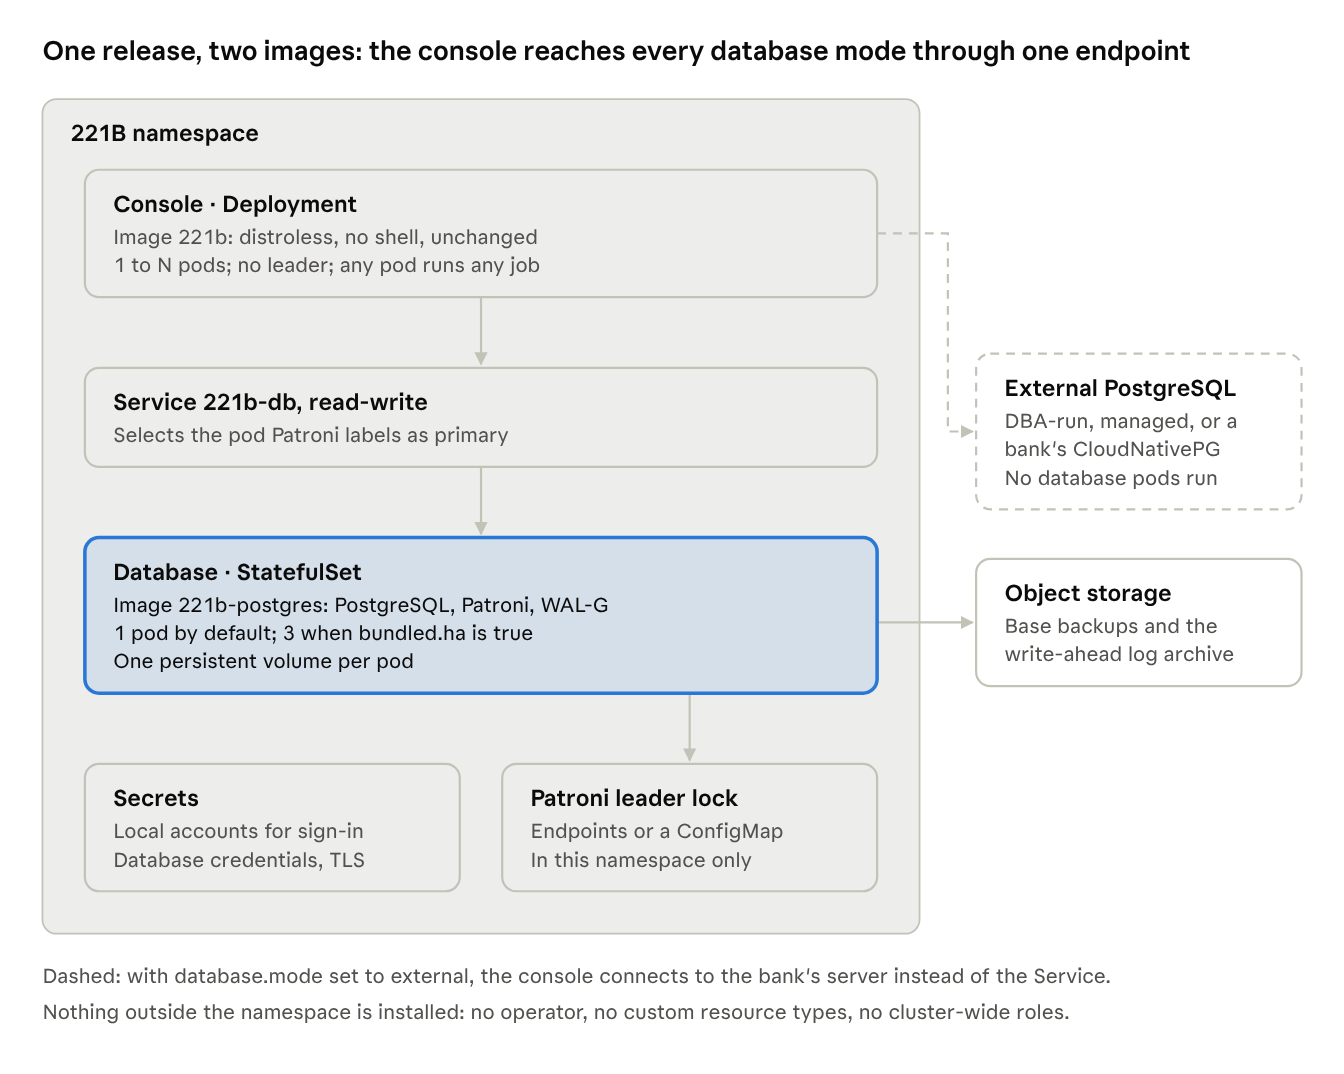 One release, two images: the console reaches every database mode through one endpoint
221B namespace
Console · Deployment
Image 221b: distroless, no shell, unchanged
1 to N pods; no leader; any pod runs any job
Service 221b-db, read-write
Selects the pod Patroni labels as primary
External PostgreSQL
DBA-run, managed, or a
bank's CloudNativePG
No database pods run
Database · StatefulSet
Image 221b-postgres: PostgreSQL, Patroni, WAL-G
1 pod by default; 3 when bundled.ha is true
One persistent volume per pod
Object storage
Base backups and the
write-ahead log archive
Secrets
Local accounts for sign-in
Database credentials, TLS
Patroni leader lock
Endpoints or a ConfigMap
In this namespace only
Dashed: with database.mode set to external, the console connects to the bank's server instead of the Service.
Nothing outside the namespace is installed: no operator, no custom resource types, no cluster-wide roles.